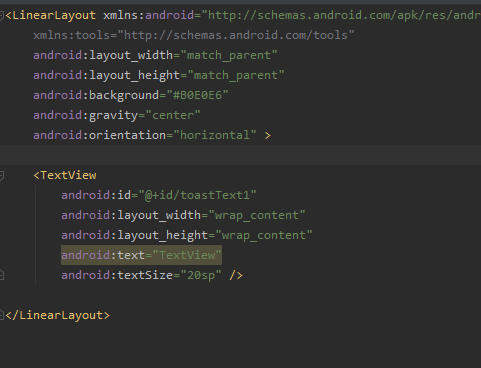 <LinearLayout xmlns:android="http://schemas.android.com/apk/res/andr
xmlns:tools="http://schemas.android.com/tools"
android:layout_width="match_parent"
android:layout_height="match_parent"
android:background="#B0E0E6"
android:gravity="center"
android:orientation="horizontal" >
<TextView
android:id="@+id/toastText1"
android:layout_width="wrap_content"
android:layout_height="wrap_content"
android:text="TextView"
android:textSize="20sp" />
</LinearLayout>